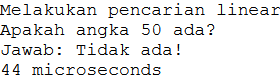 Melakukan pencarian linear
Apakah angka 50 ada?
Jawab: Tidak ada!
44 microseconds